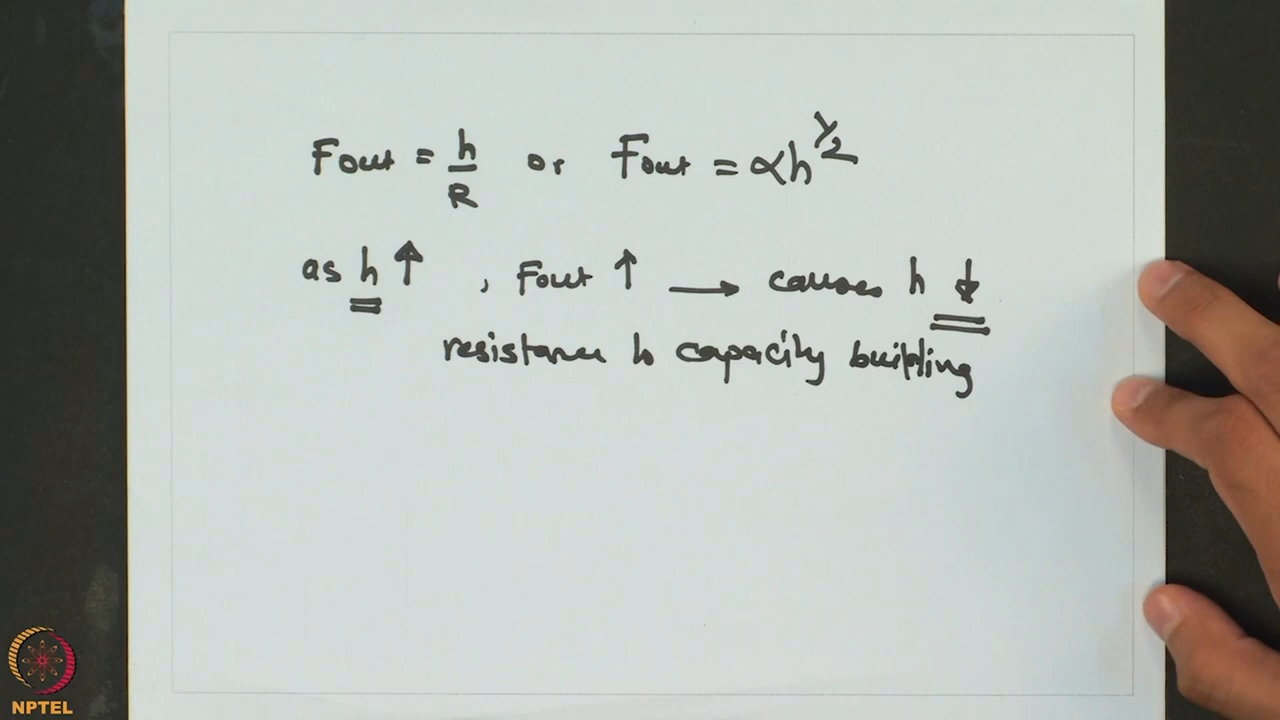 Fout = h/R or Fout = αh^1/2
as h ↑ , Fout ↑ → causes h ↓
resistance to capacity building
NPTEL